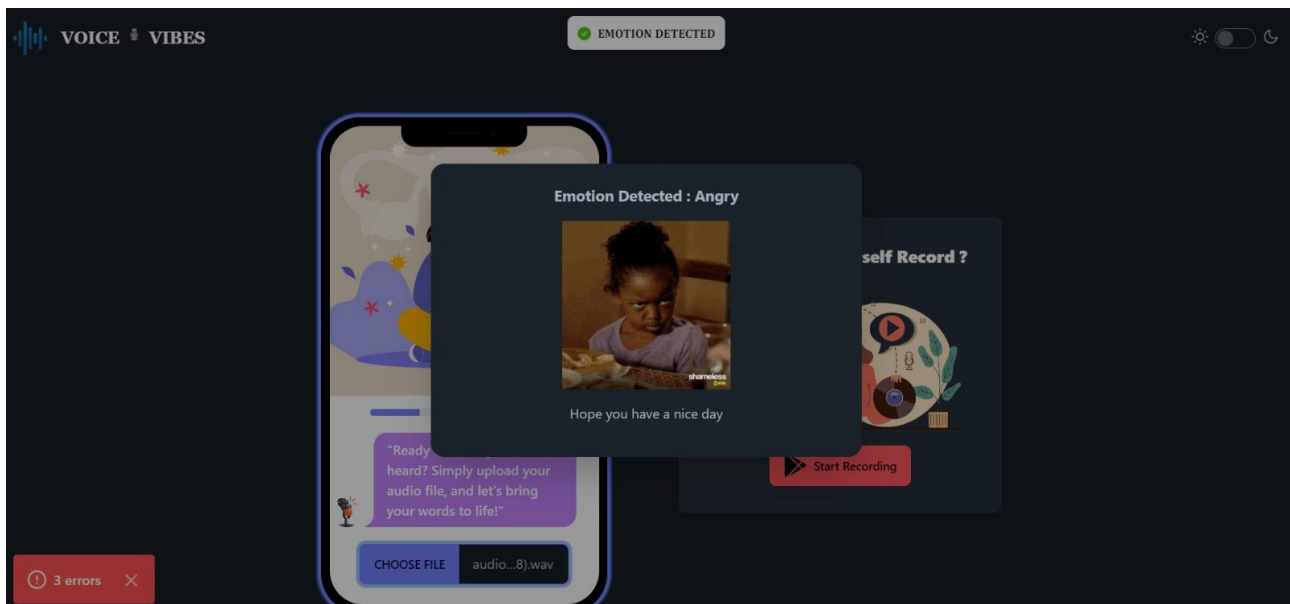 VOICE VIBES
EMOTION DETECTED
Emotion Detected : Angry
shameless
Hope you have a nice day
self Record ?
Start Recording
"Ready
heard? Simply upload your
audio file, and let's bring
your words to life!"
CHOOSE FILE audio...8).wav
3 errors